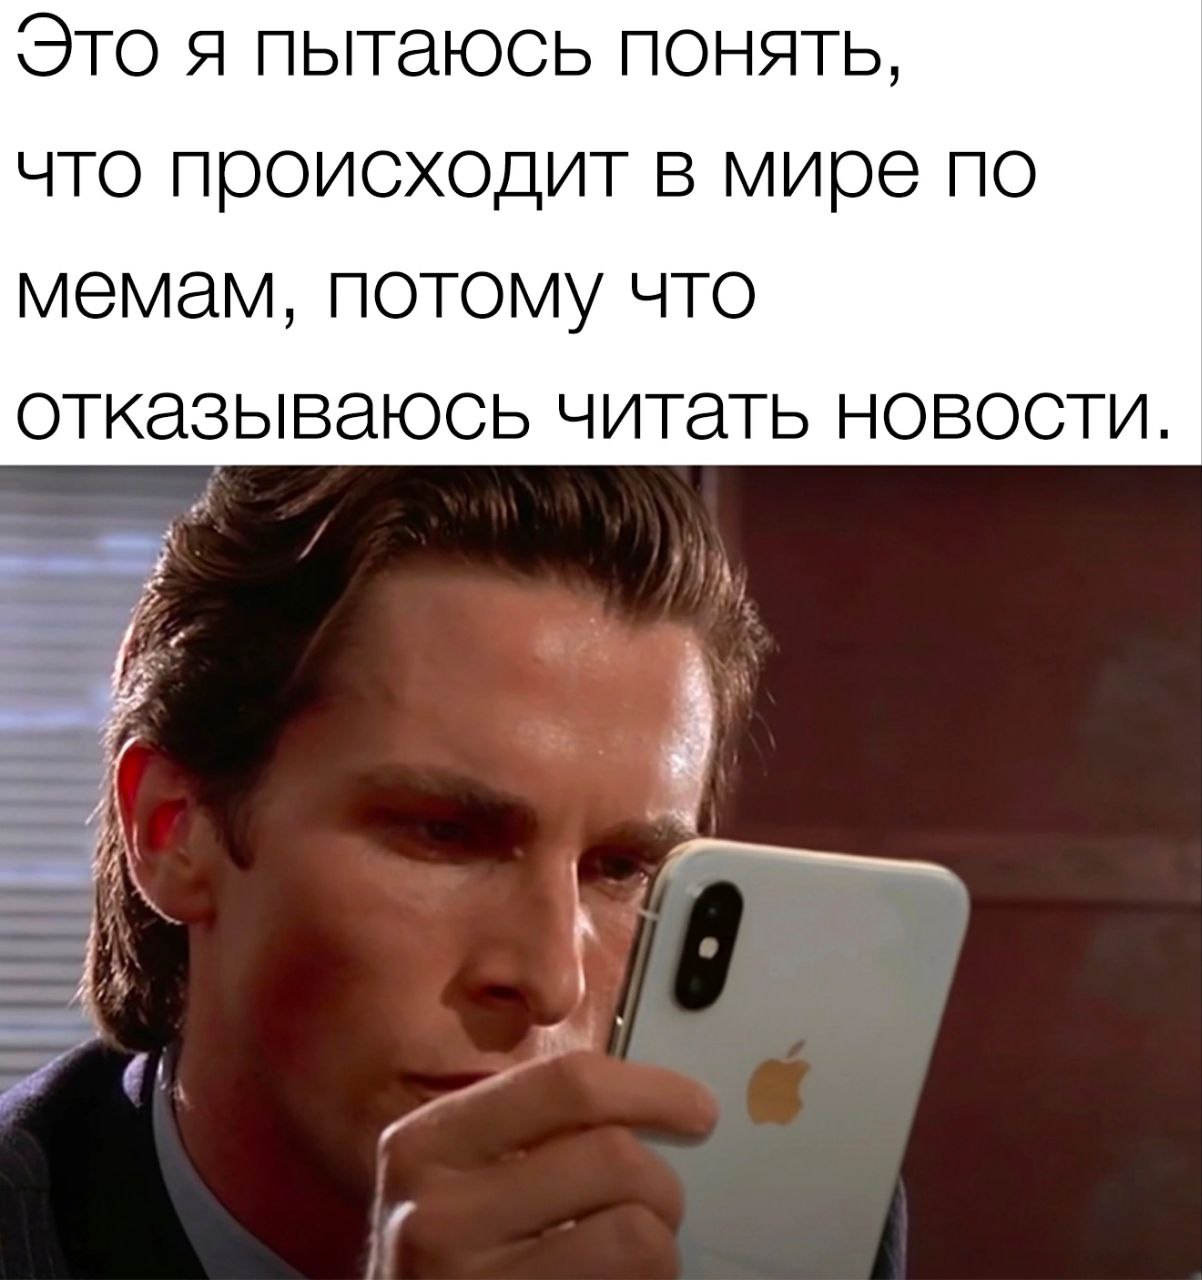 Это я пытаюсь понять,
что происходит в мире по
мемам, потому что
отказываюсь читать новости.